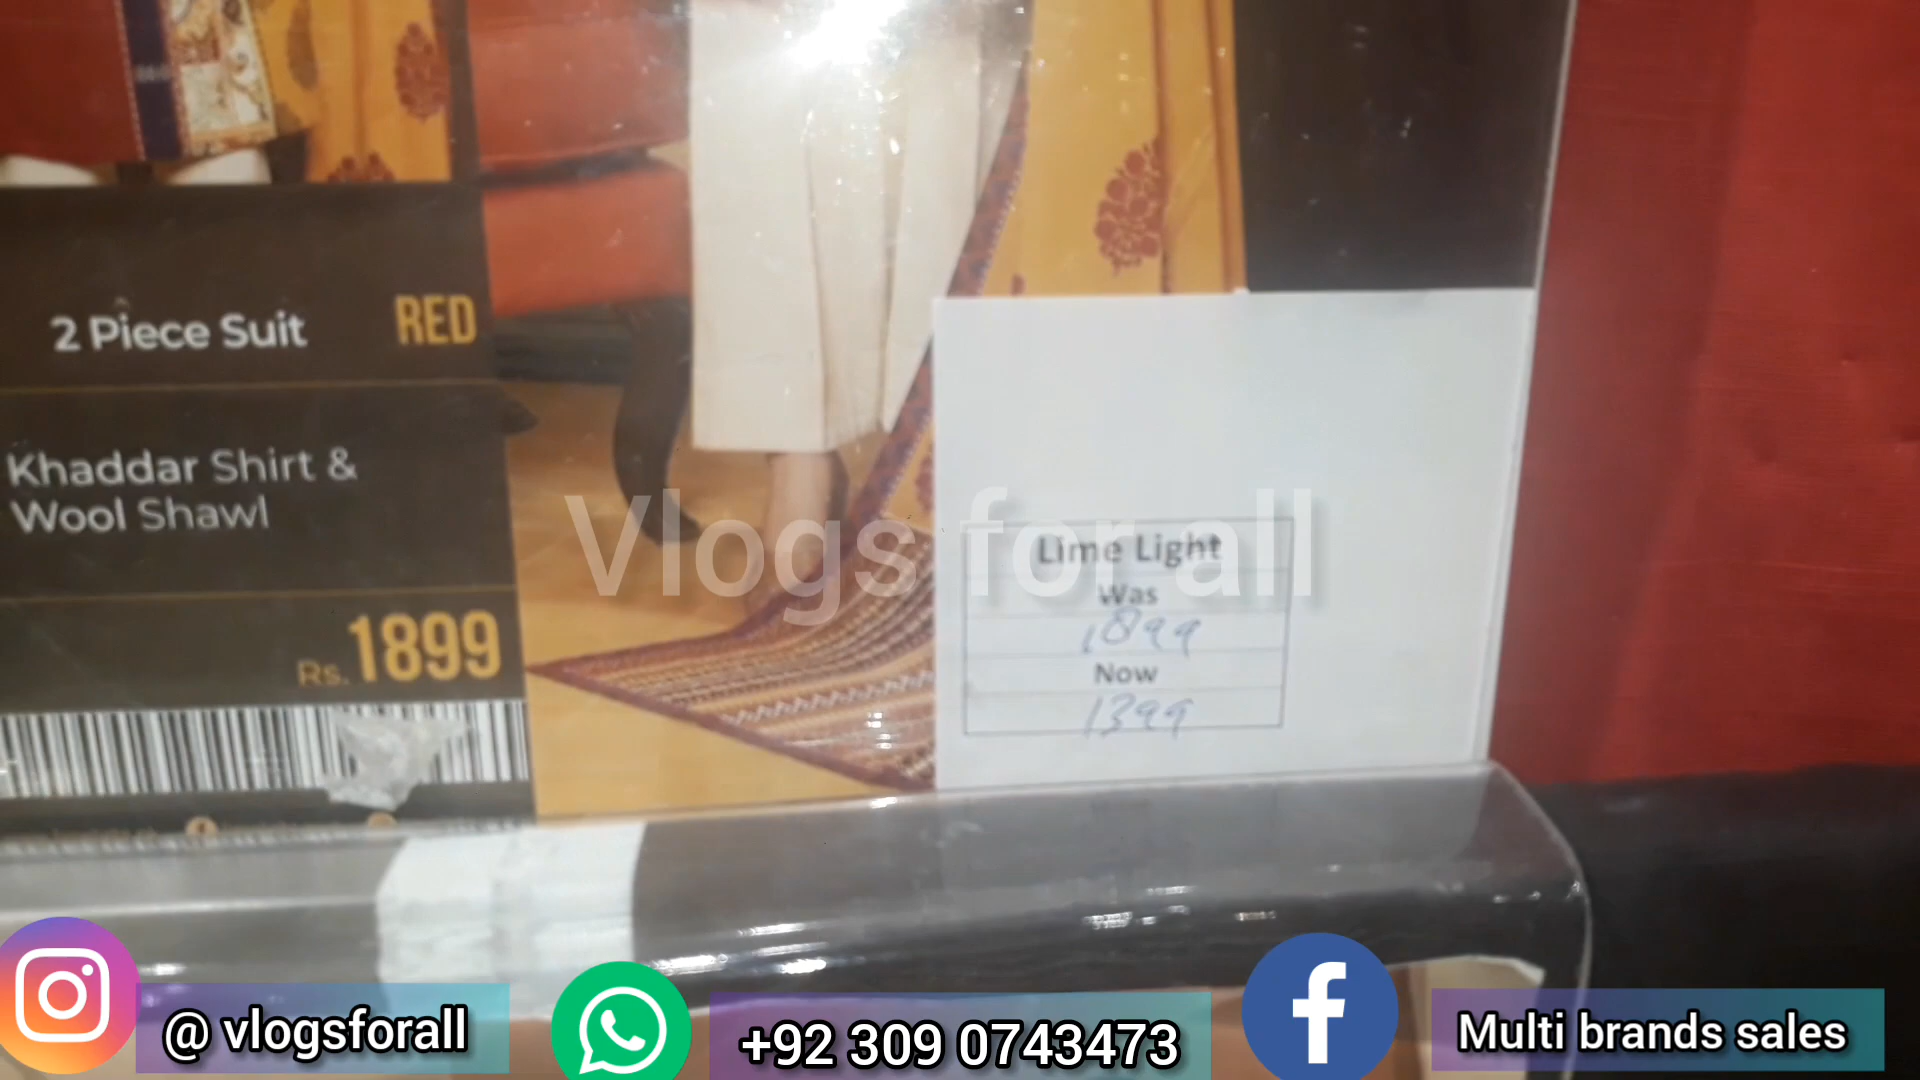 2 Piece Suit RED
Khaddar Shirt &
Wool Shawl
Rs. 1899
Vlogs for all
Lime Light
Was
1899
Now
1399
@ vlogsforall
+92 309 0743473
Multi brands sales